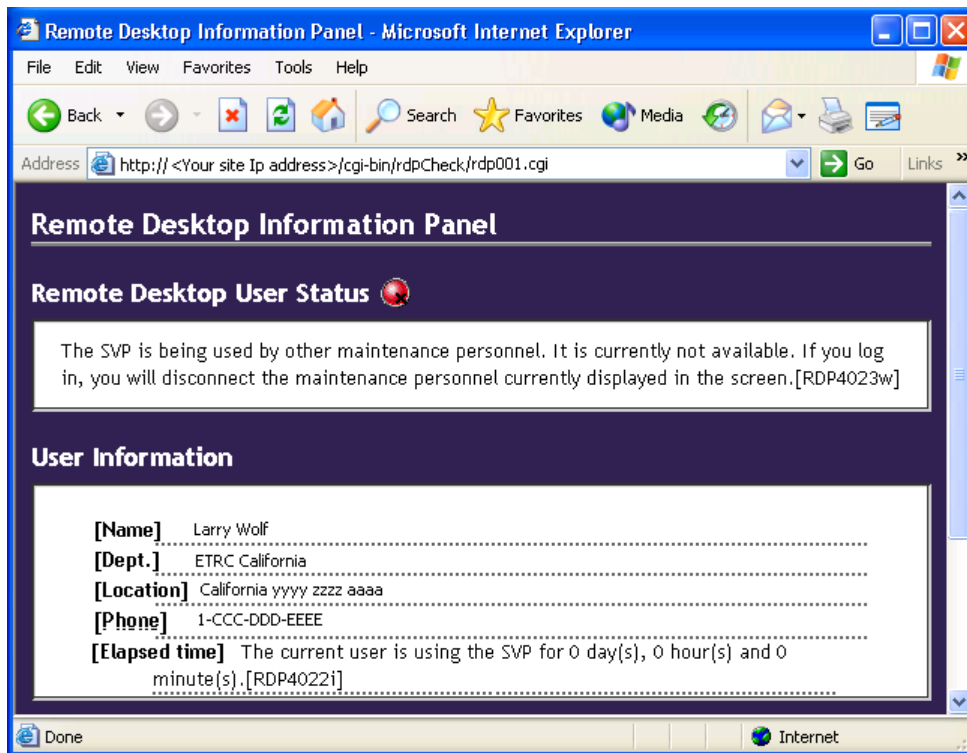 Remote Desktop Information Panel - Microsoft Internet Explorer
File Edit View Favorites Tools Help
Back Search Favorites Media
Address http:// <Your site Ip address>/cgi-bin/rdpCheck/rdp001.cgi Go Links »
Remote Desktop Information Panel
Remote Desktop User Status
The SVP is being used by other maintenance personnel. It is currently not available. If you log
in, you will disconnect the maintenance personnel currently displayed in the screen.[RDP4023w]
User Information
[Name] Larry Wolf
[Dept.] ETRC California
[Location] California yyyy zzzz aaaa
[Phone] 1-CCC-DDD-EEEE
[Elapsed time] The current user is using the SVP for 0 day(s), 0 hour(s) and 0
minute(s).[RDP4022i]
Done Internet